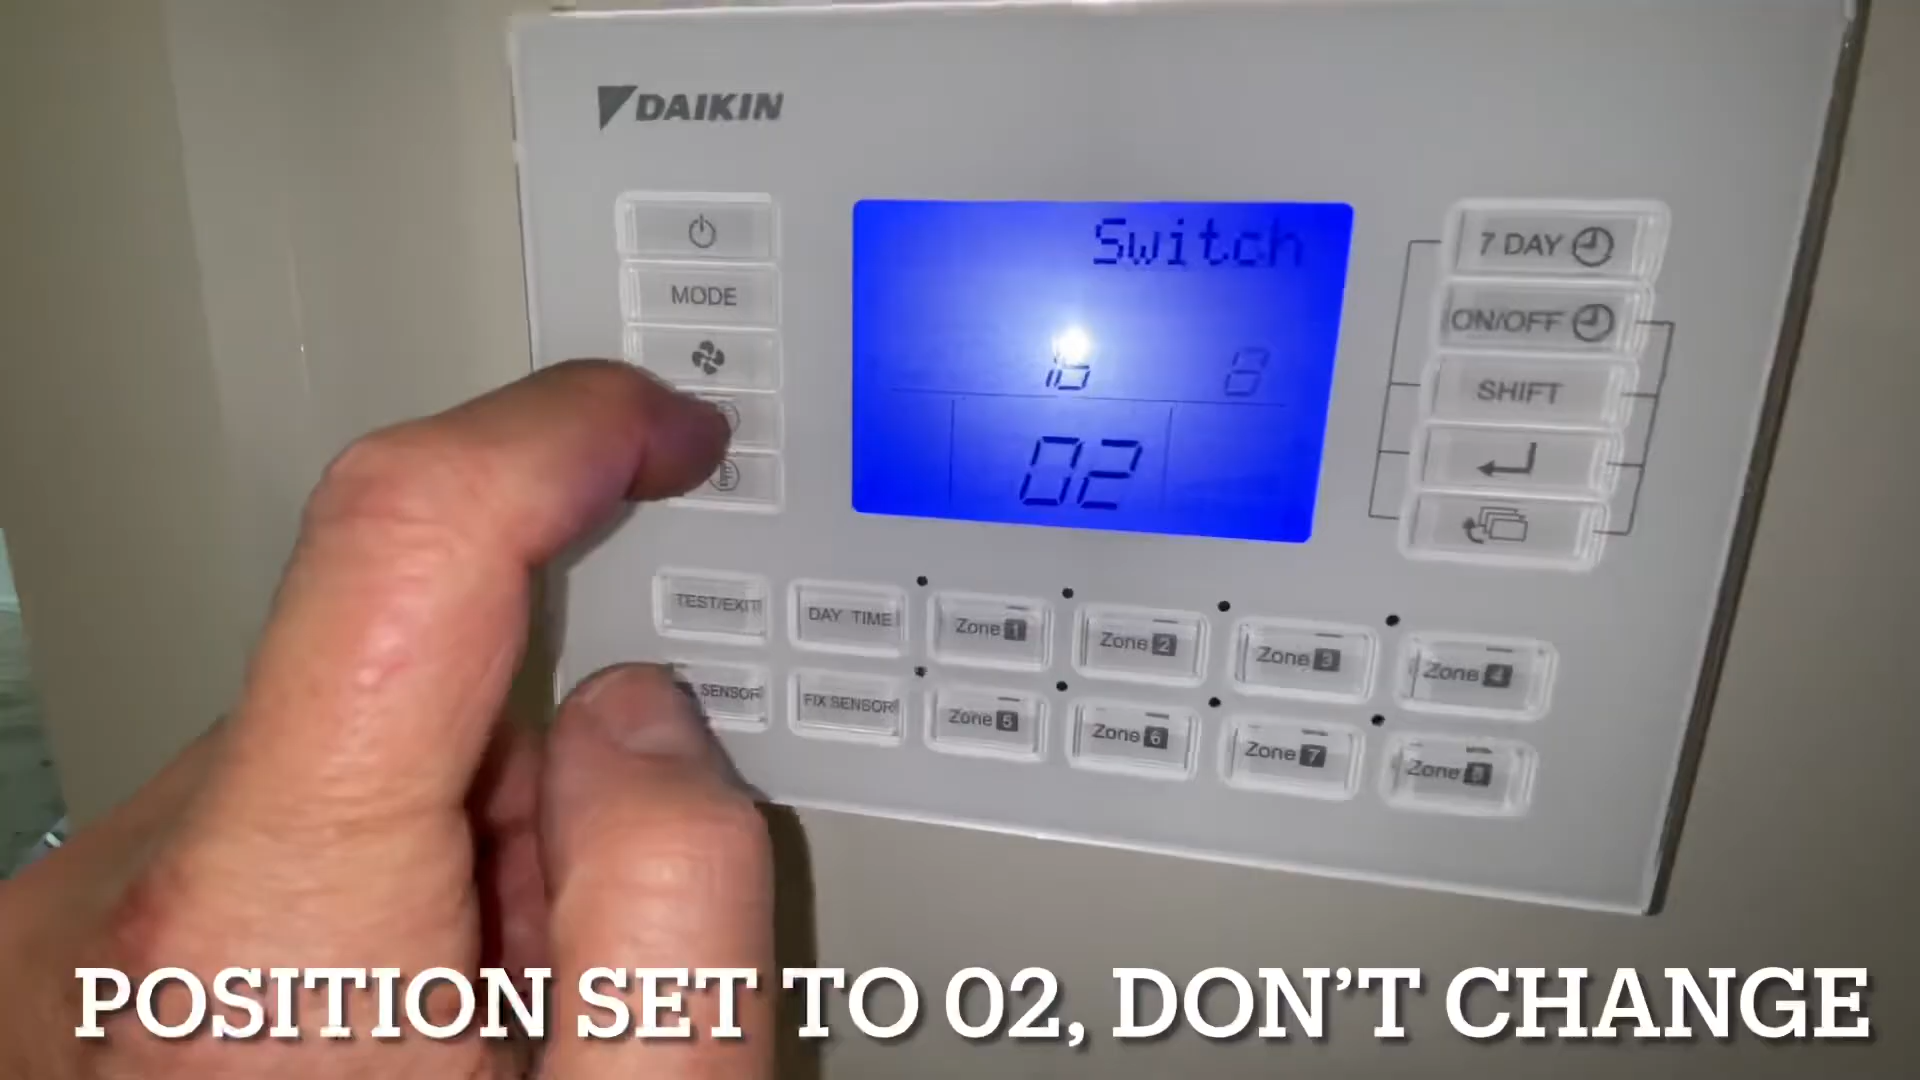 DAIKIN
Switch
MODE
16
02
7 DAY
ON/OFF
SHIFT
TEST/EXIT
DAY TIME
Zone 1
Zone 2
Zone 3
Zone 4
SENSOR
FIX SENSOR
Zone 5
Zone 6
Zone 7
Zone 8
POSITION SET TO 02, DON'T CHANGE